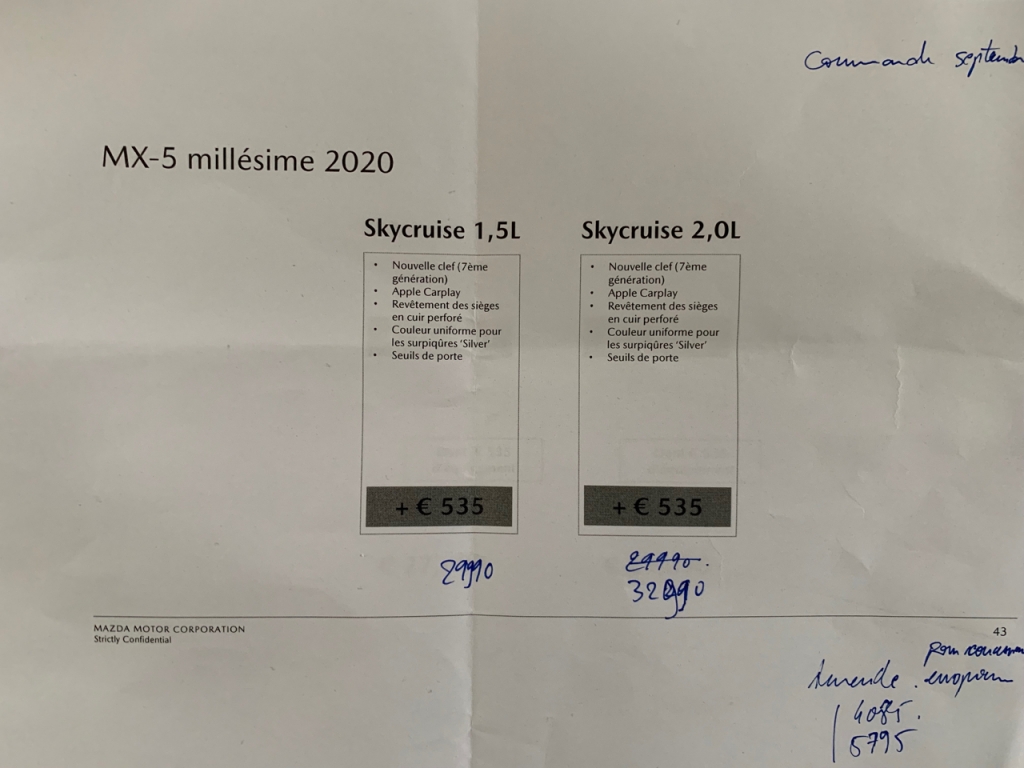 Commande septemb
MX-5 millésime 2020
Skycruise 1,5L
• Nouvelle clef (7ème
génération)
• Apple Carplay
• Revêtement des sièges
en cuir perforé
• Couleur uniforme pour
les surpiqûres ‘Silver’
• Seuils de porte
+ € 535
29990
Skycruise 2,0L
• Nouvelle clef (7ème
génération)
• Apple Carplay
• Revêtement des sièges
en cuir perforé
• Couleur uniforme pour
les surpiqûres ‘Silver’
• Seuils de porte
+ € 535
29990.
32990
MAZDA MOTOR CORPORATION
Strictly Confidential
43
pour
4085.
5795